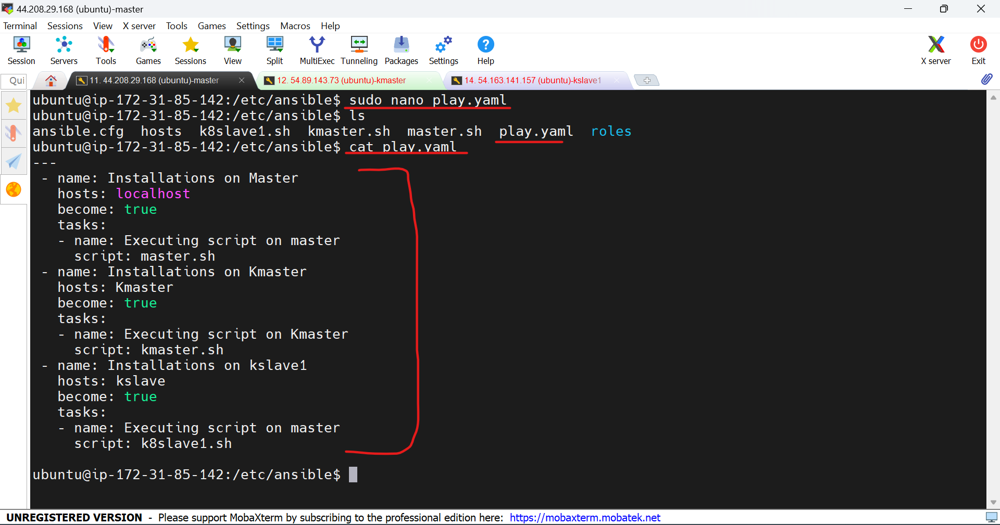 44.208.29.168 (ubuntu)-master
Terminal Sessions View X server Tools Games Settings Macros Help
Session Servers Tools Games Sessions View Split MultiExec Tunneling Packages Settings Help X server Exit
Qui 11. 44.208.29.168 (ubuntu)-master 12. 54.89.143.73 (ubuntu)-kmaster 14. 54.163.141.157 (ubuntu)-kslave1
ubuntu@ip-172-31-85-142:/etc/ansible$ sudo nano play.yaml
ubuntu@ip-172-31-85-142:/etc/ansible$ ls
ansible.cfg hosts k8slave1.sh kmaster.sh master.sh play.yaml roles
ubuntu@ip-172-31-85-142:/etc/ansible$ cat play.yaml
---
- name: Installations on Master
hosts: localhost
become: true
tasks:
- name: Executing script on master
script: master.sh
- name: Installations on Kmaster
hosts: Kmaster
become: true
tasks:
- name: Executing script on Kmaster
script: kmaster.sh
- name: Installations on kslave1
hosts: kslave
become: true
tasks:
- name: Executing script on master
script: k8slave1.sh
ubuntu@ip-172-31-85-142:/etc/ansible$
UNREGISTERED VERSION - Please support MobaXterm by subscribing to the professional edition here: https://mobaxterm.mobatek.net